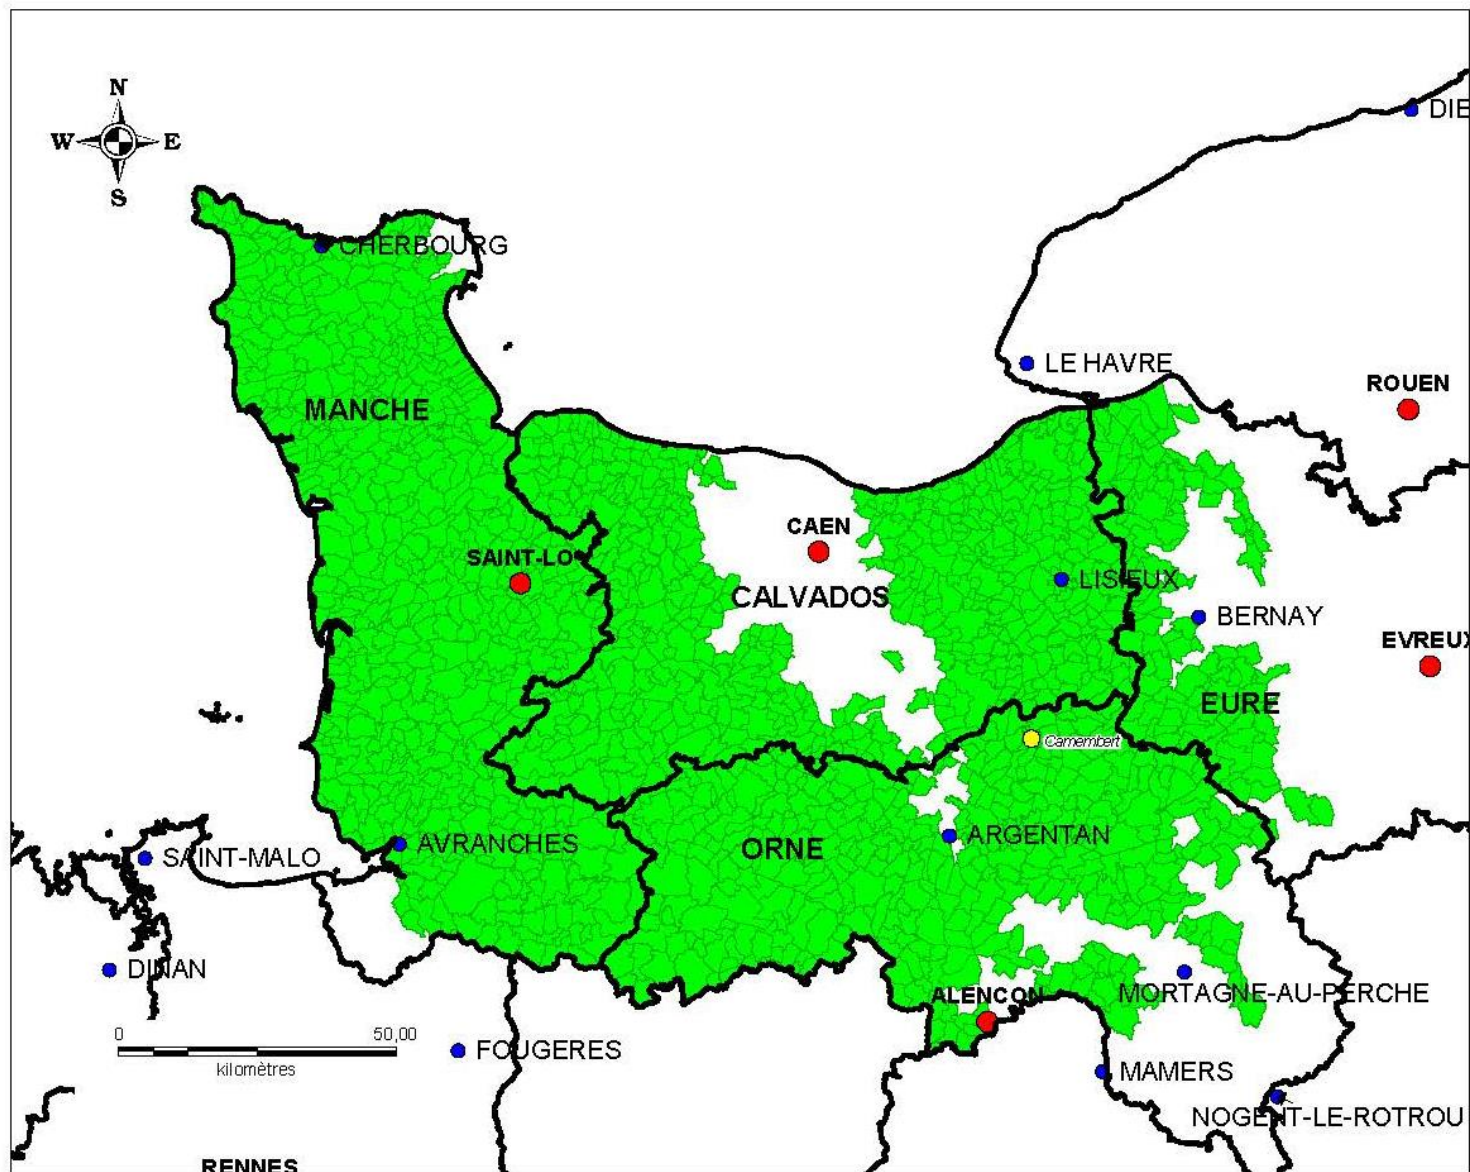 N
W E
S
DIE
CHERBOURG
LE HAVRE
ROUEN
MANCHE
CAEN
SAINT-LO
LISIEUX
CALVADOS
BERNAY
EVREUX
EURE
Camembert
ARGENTAN
AVRANCHES
ORNE
SAINT-MALO
DINAN
ALENCON
MORTAGNE-AU-PERCHE
0 50,00
kilomètres
FOUGERES
MAMERS
NOGENT-LE-ROTROU
RENNES